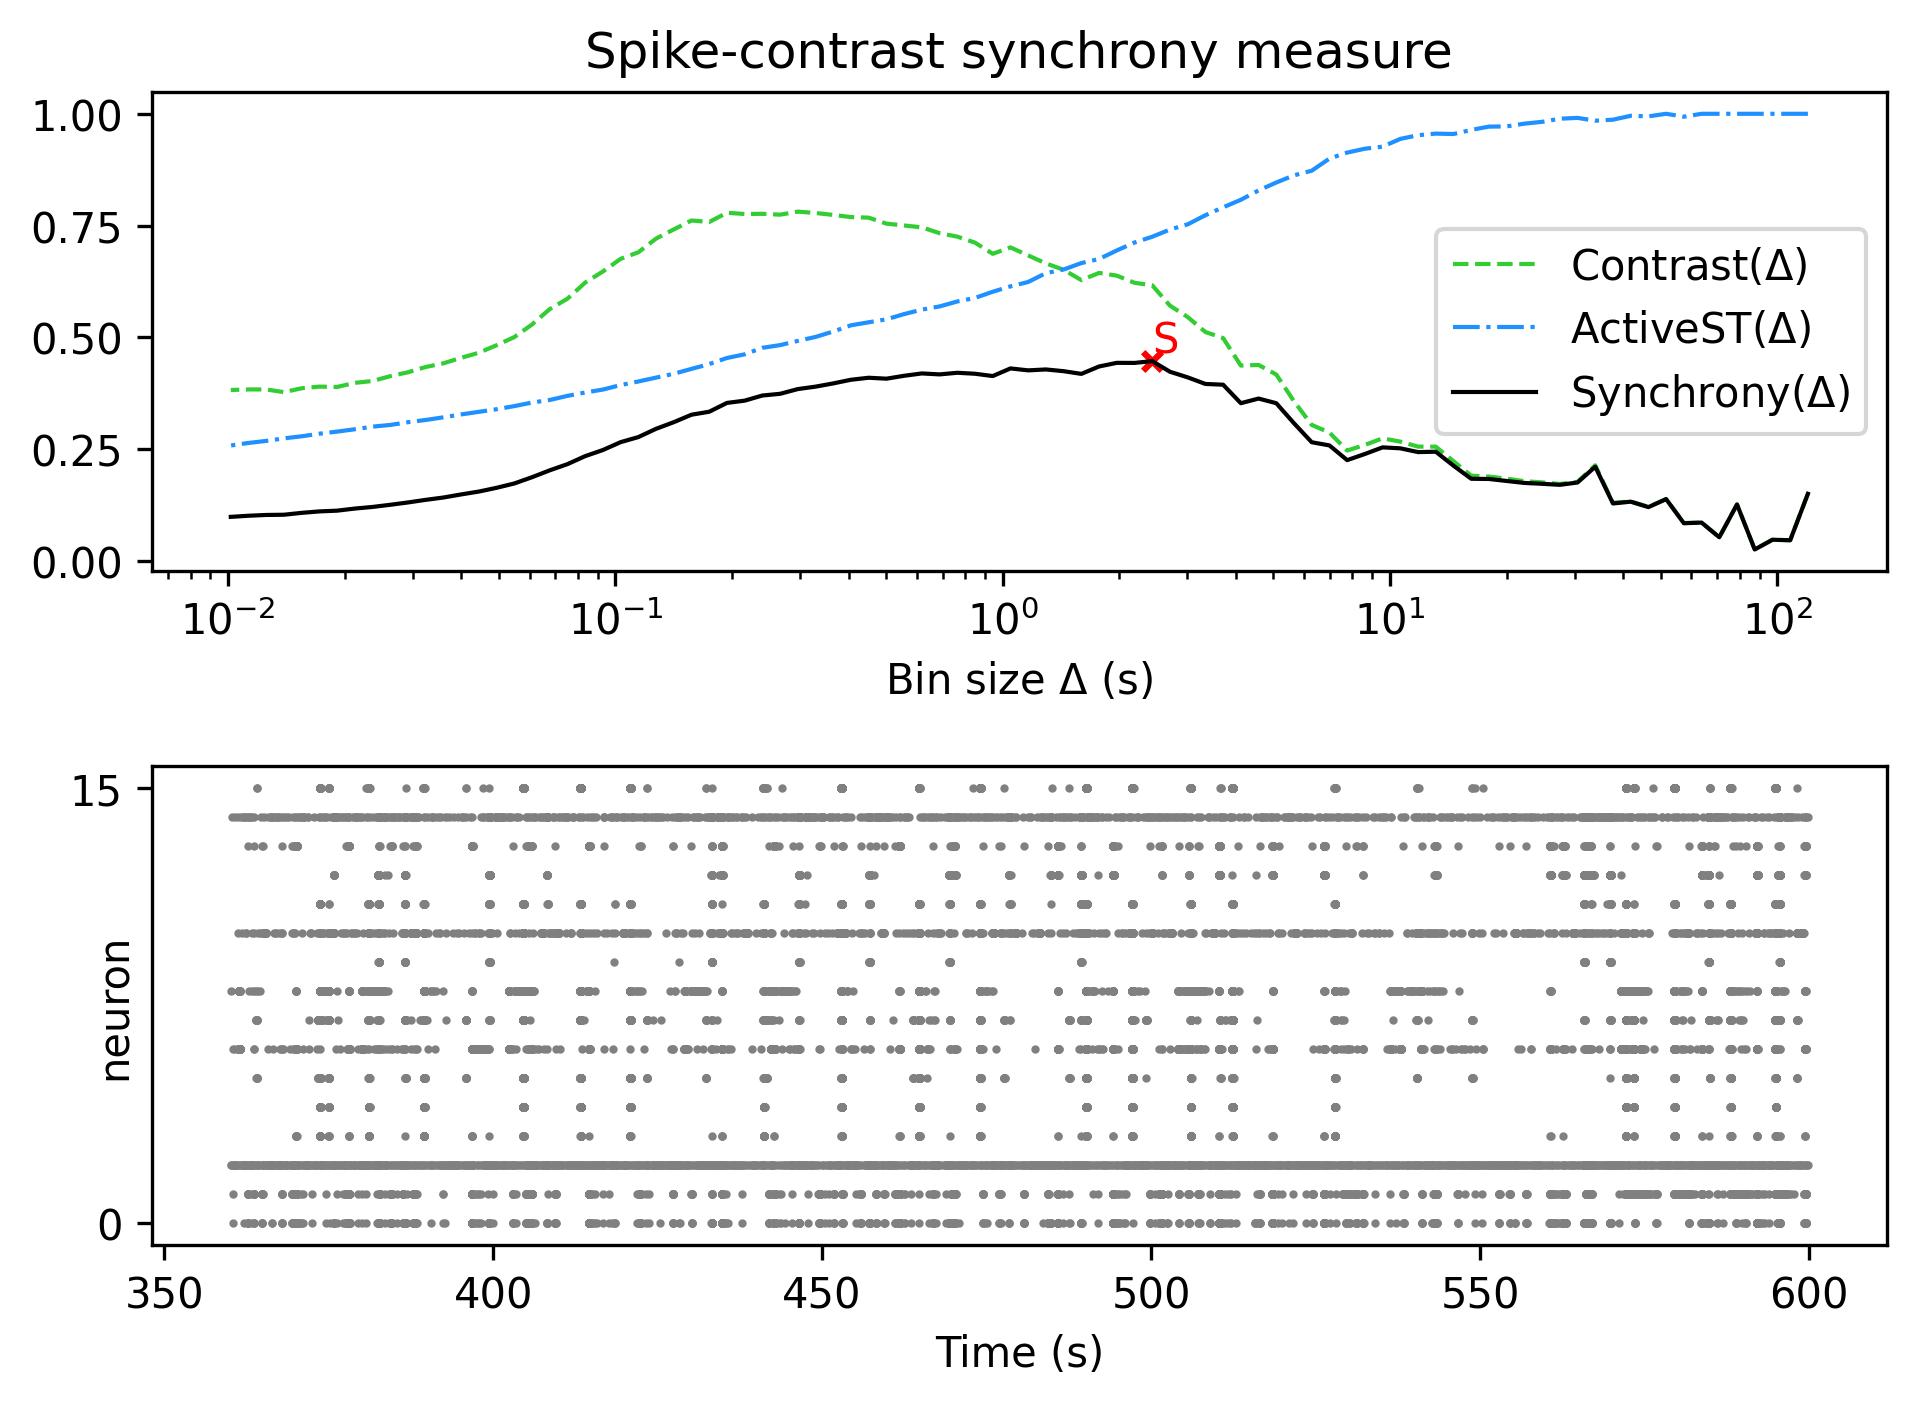 Spike-contrast synchrony measure
1.00
0.75
0.50
0.25
0.00
S
Contrast(Δ)
ActiveST(Δ)
Synchrony(Δ)
10⁻² 10⁻¹ 10⁰ 10¹ 10²
Bin size Δ (s)
15
neuron
0
350 400 450 500 550 600
Time (s)